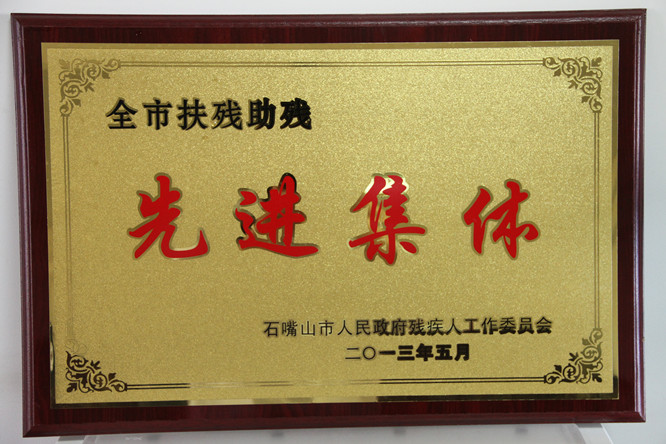 全市扶残助残
先进集体
石嘴山市人民政府残疾人工作委员会
二〇一三年五月